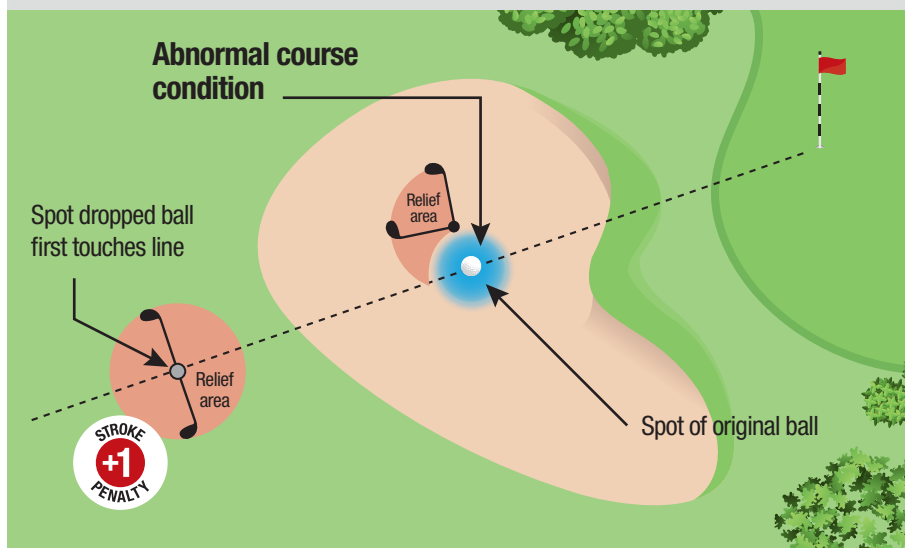 Abnormal course
condition
Relief
area
Spot dropped ball
first touches line
Relief
area
STROKE
+1
PENALTY
Spot of original ball